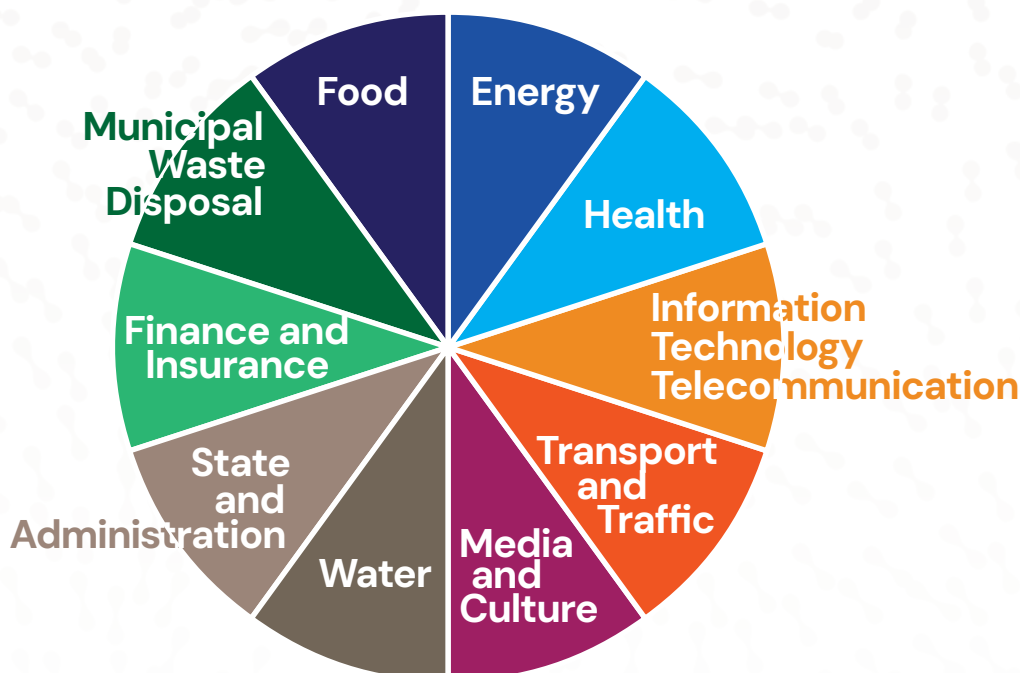 Food
Energy
Municipal
Waste
Disposal
Health
Finance and
Insurance
Information
Technology
Telecommunication
State
and
Administration
Transport
and
Traffic
Water
Media
and
Culture